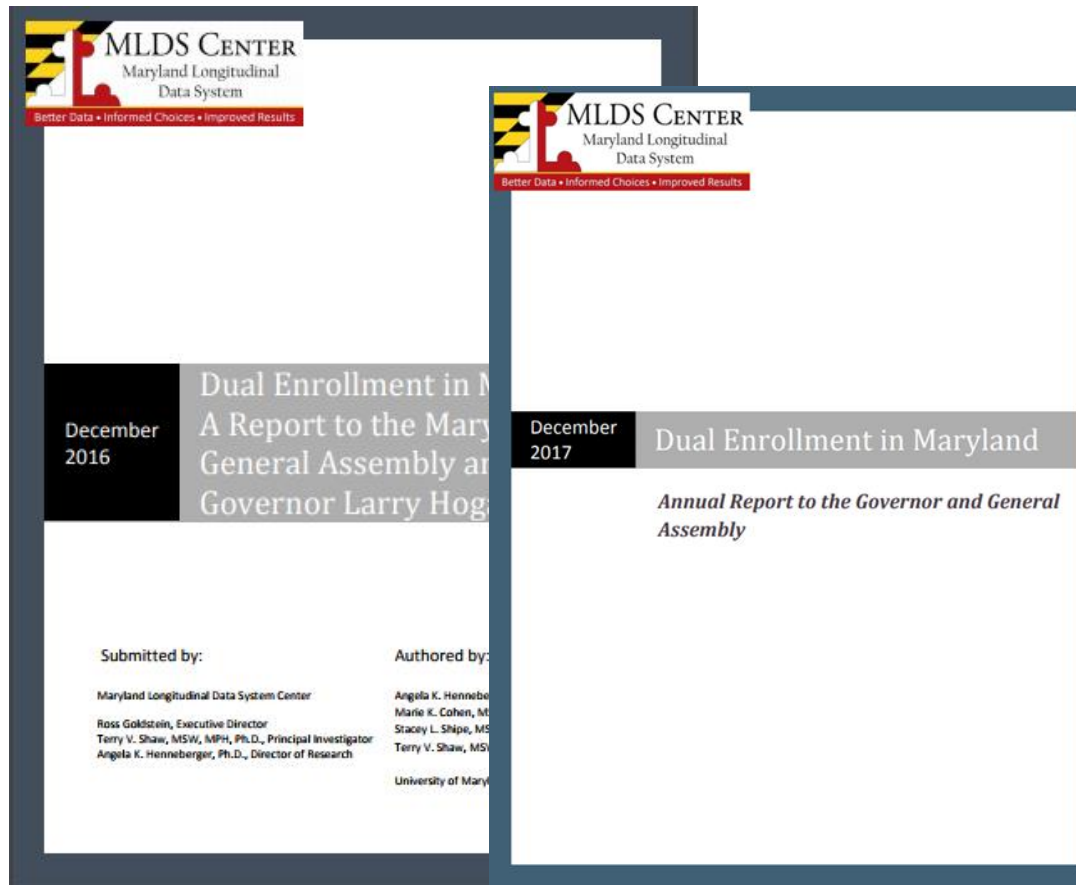 MLDS CENTER
Maryland Longitudinal
Data System
Better Data • Informed Choices • Improved Results
December
2016
Dual Enrollment in
A Report to the Mary
General Assembly
Governor Larry Hog
Submitted by:
Maryland Longitudinal Data System Center
Ross Goldstein, Executive Director
Terry V. Shaw, MSW, MPH, Ph.D., Principal Investigator
Angela K. Henneberger, Ph.D., Director of Research
Authored by:
Angela K. Hennebe
Marie K. Cohen,
Stacey L. Shipe,
Terry V. Shaw,
University of Maryl
MLDS CENTER
Maryland Longitudinal
Data System
Better Data • Informed Choices • Improved Results
December
2017
Dual Enrollment in Maryland
Annual Report to the Governor and General
Assembly